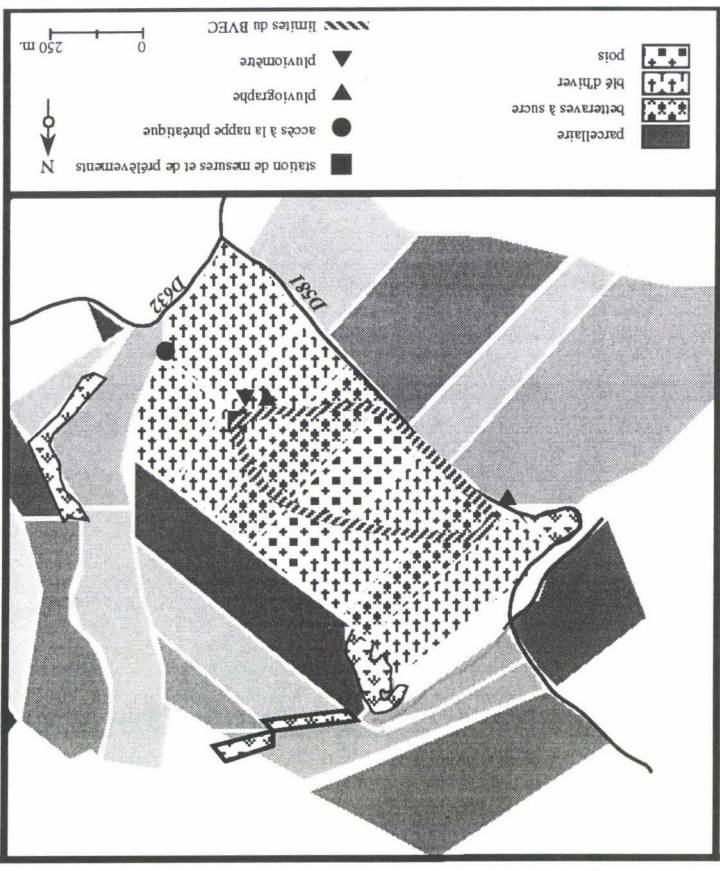 D581
D632
parcellaire
betteraves à sucre
blé d'hiver
pois
station de mesures et de prélèvements
accès à la nappe phréatique
pluviographe
pluviomètre
limites du BVEC
N
0 250 m.